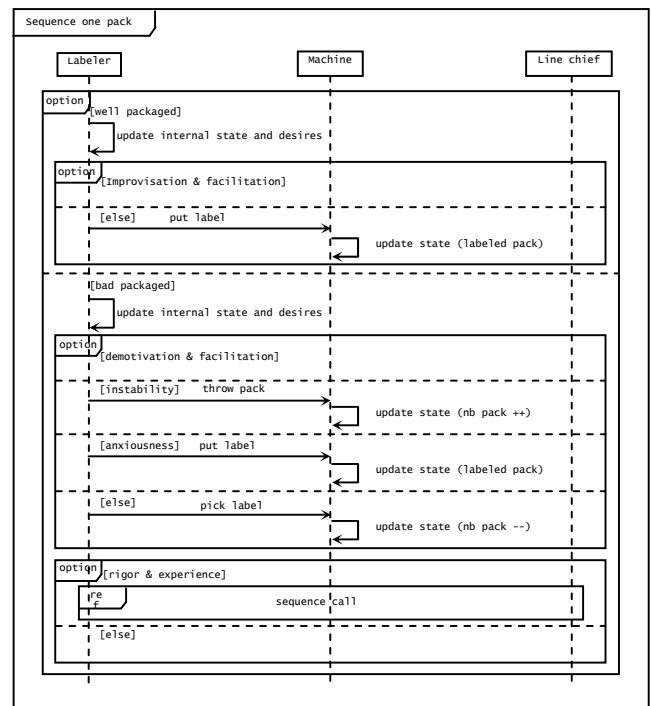 Sequence one pack
Labeler
Machine
Line chief
option
[well packaged]
update internal state and desires
option
[Improvisation & facilitation]
[else] put label
update state (labeled pack)
[bad packaged]
update internal state and desires
option
[demotivation & facilitation]
[instability] throw pack
update state (nb pack ++)
[anxiousness] put label
update state (labeled pack)
[else] pick label
update state (nb pack --)
option
[rigor & experience]
re
f
sequence call
[else]